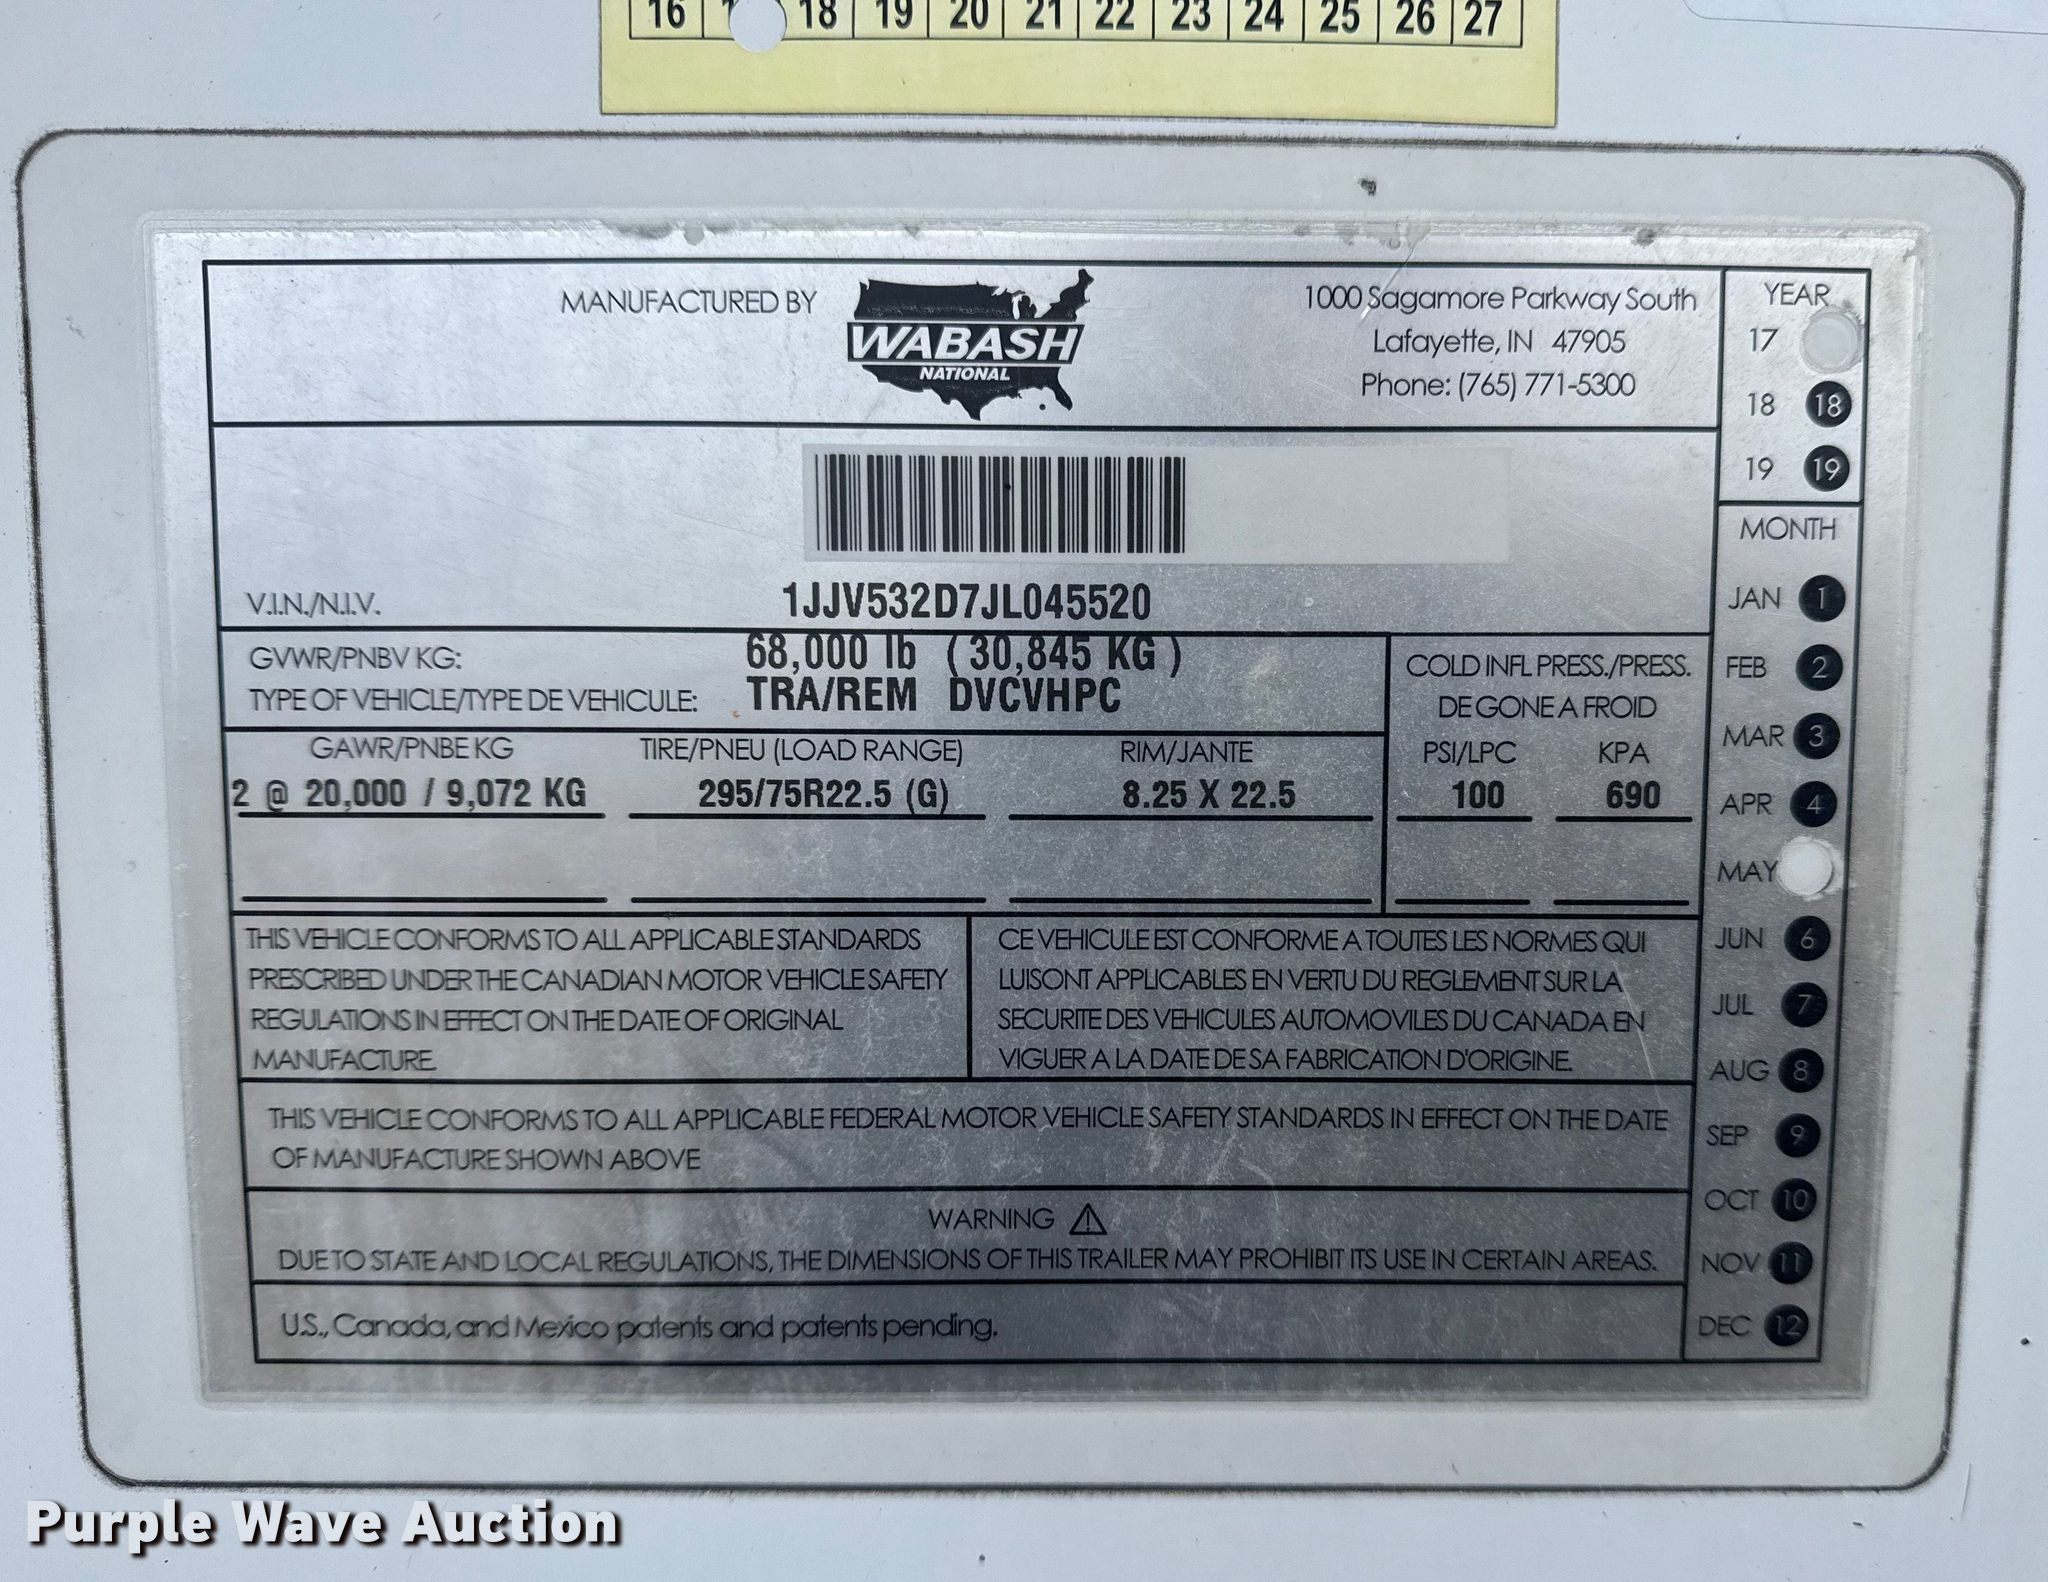 16 18 19 20 21 22 23 24 25 26 27
MANUFACTURED BY
WABASH
NATIONAL
1000 Sagamore Parkway South
Lafayette, IN 47905
Phone: (765) 771-5300
YEAR
17
18 18
19 19
MONTH
JAN 1
FEB 2
MAR 3
APR 4
MAY
JUN 6
JUL 7
AUG 8
SEP 9
OCT 10
NOV 11
DEC 12
V.I.N./N.I.V. 1JJV532D7JL045520
GVWR/PNBV KG: 68,000 lb (30,845 KG)
TYPE OF VEHICLE/TYPE DE VEHICULE: TRA/REM DVCVHPC
COLD INFL PRESS./PRESS.
DE GONE A FROID
GAWR/PNBE KG TIRE/PNEU (LOAD RANGE) RIM/JANTE PSI/LPC KPA
2 @ 20,000 / 9,072 KG 295/75R22.5 (G) 8.25 X 22.5 100 690
THIS VEHICLE CONFORMS TO ALL APPLICABLE STANDARDS
PRESCRIBED UNDER THE CANADIAN MOTOR VEHICLE SAFETY
REGULATIONS IN EFFECT ON THE DATE OF ORIGINAL
MANUFACTURE.
CE VEHICULE EST CONFORME A TOUTES LES NORMES QUI
LUISONT APPLICABLES EN VERTU DU REGLEMENT SUR LA
SECURITE DES VEHICULES AUTOMOVILES DU CANADA EN
VIGUER A LA DATE DE SA FABRICATION D'ORIGINE.
THIS VEHICLE CONFORMS TO ALL APPLICABLE FEDERAL MOTOR VEHICLE SAFETY STANDARDS IN EFFECT ON THE DATE
OF MANUFACTURE SHOWN ABOVE
WARNING
DUE TO STATE AND LOCAL REGULATIONS, THE DIMENSIONS OF THIS TRAILER MAY PROHIBIT ITS USE IN CERTAIN AREAS.
U.S., Canada, and Mexico patents and patents pending.
Purple Wave Auction